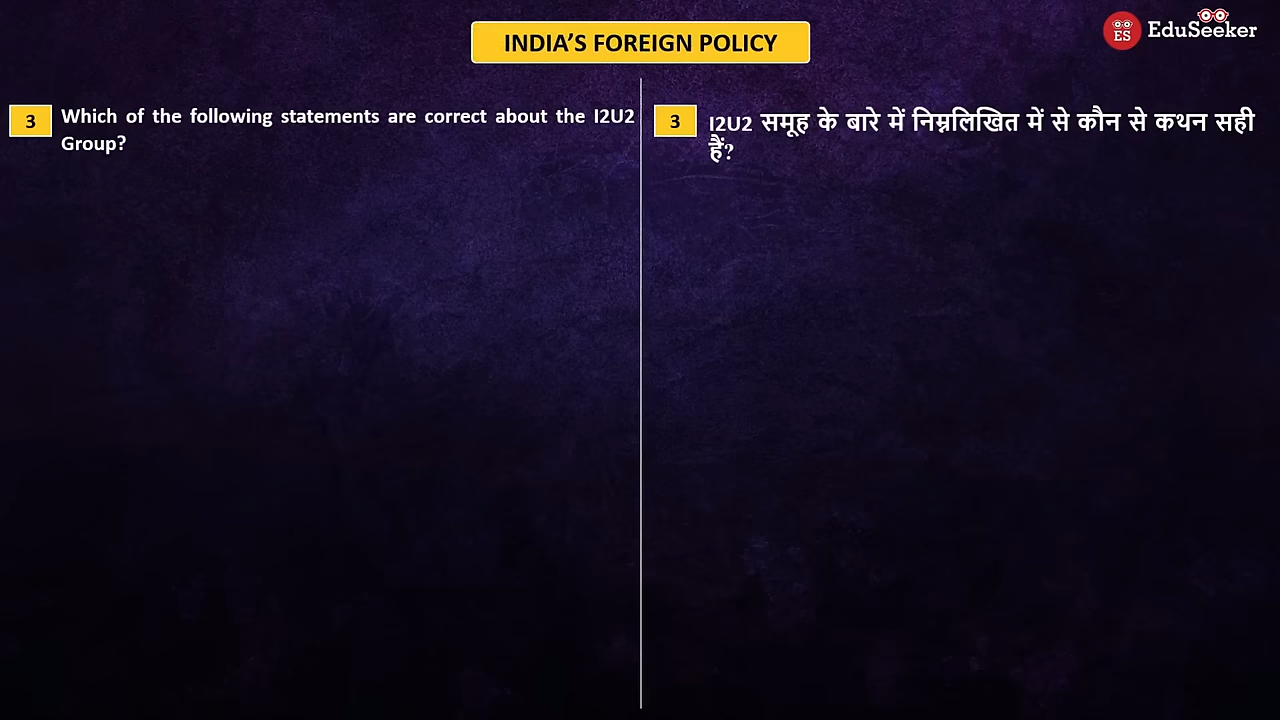 INDIA’S FOREIGN POLICY
ES
EduSeeker
3
Which of the following statements are correct about the I2U2
Group?
3
I2U2 समूह के बारे में निम्नलिखित में से कौन से कथन सही
हैं?